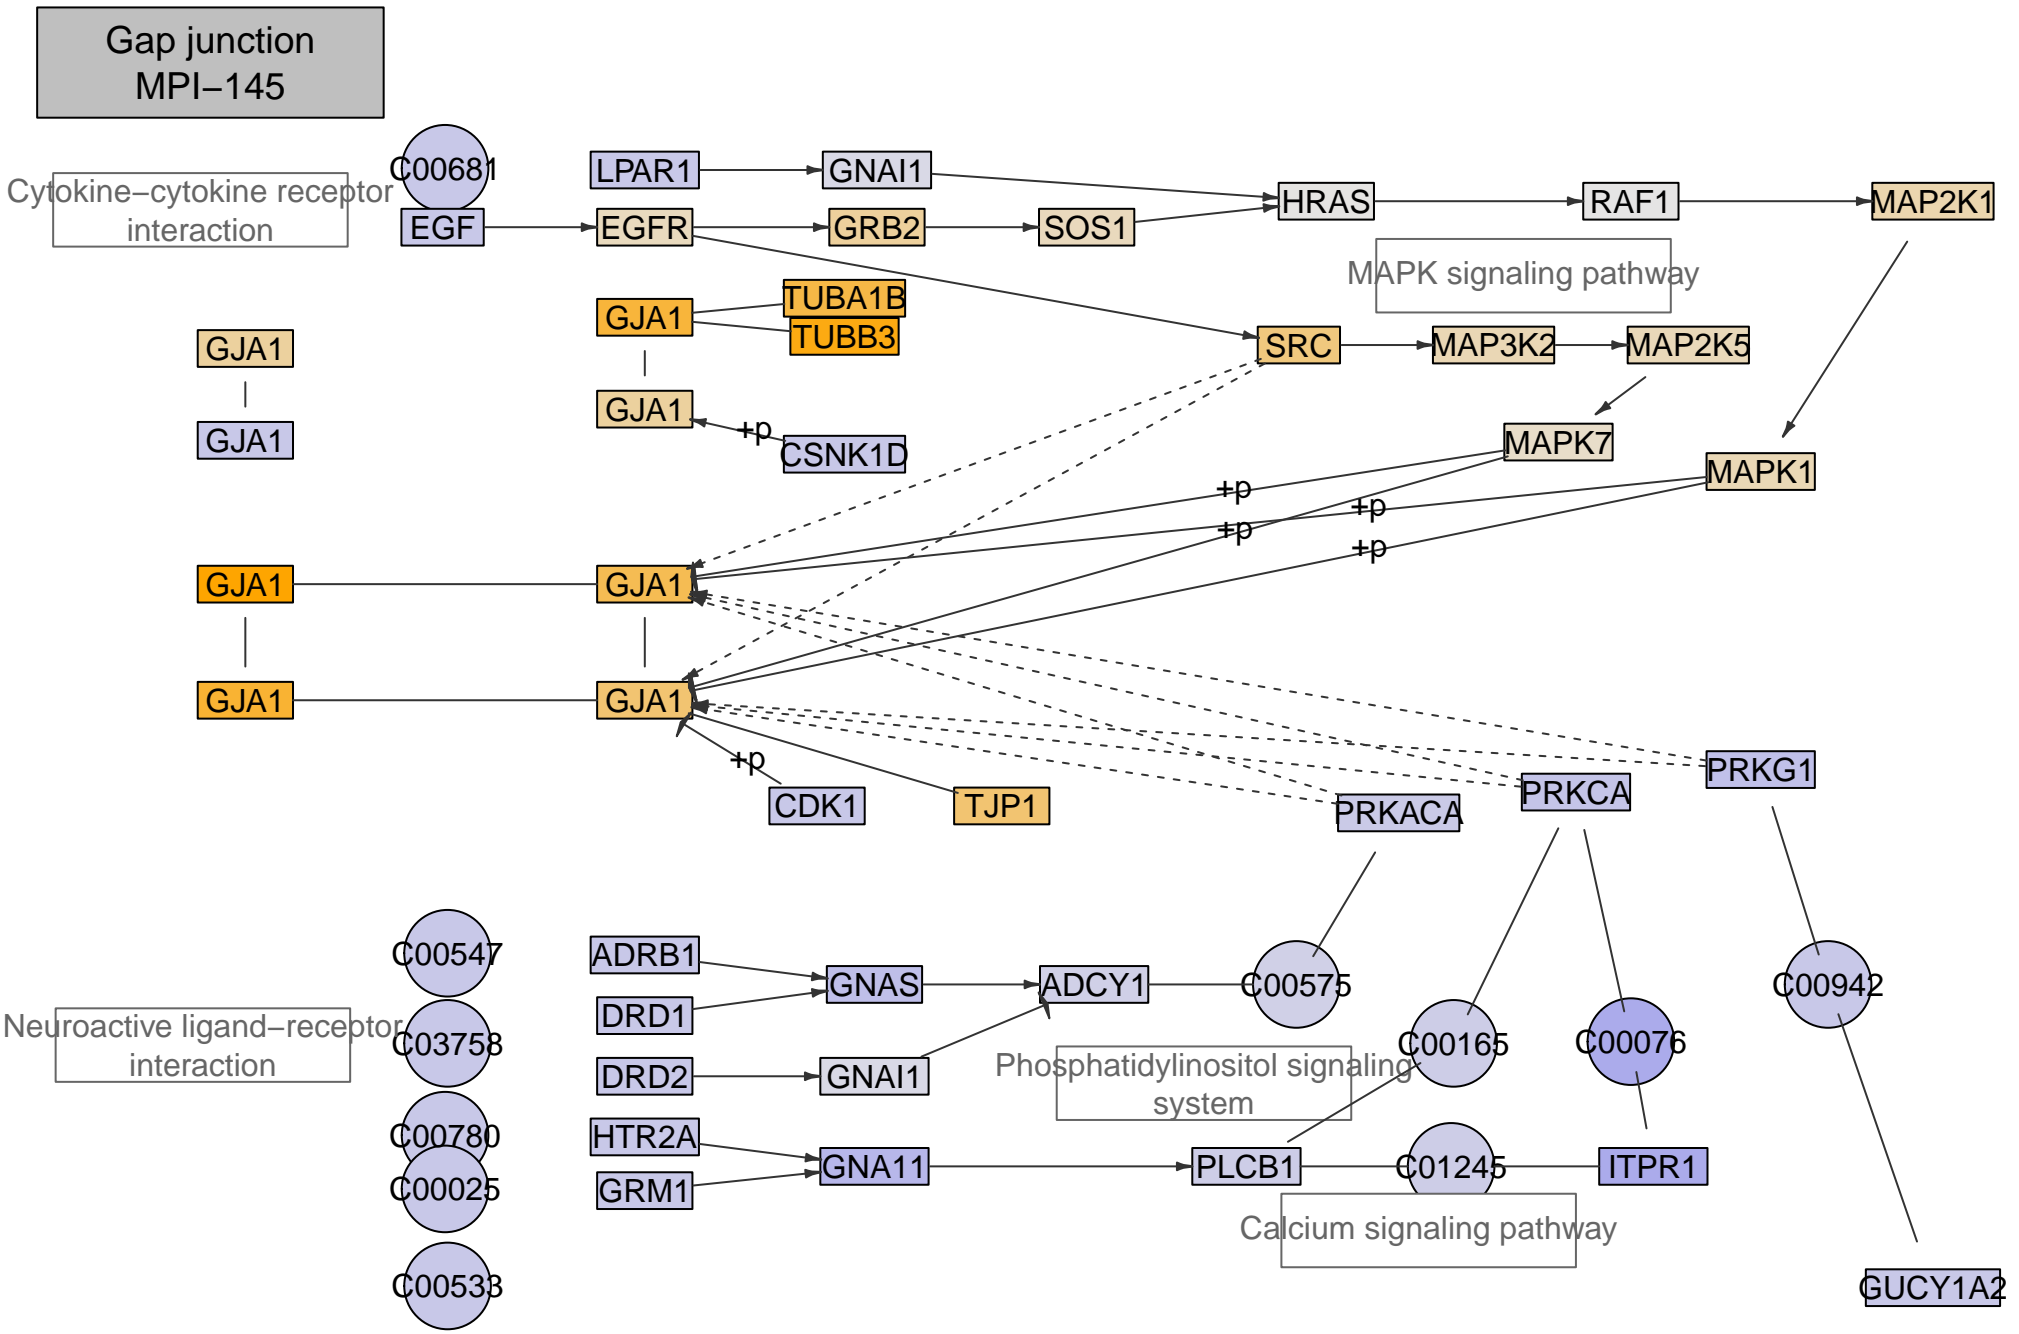 Gap junction
MPI−145
C00681
Cytokine−cytokine receptor
interaction
EGF
LPAR1
GNAI1
EGFR
GRB2
SOS1
HRAS
RAF1
MAP2K1
MAPK signaling pathway
TUBA1B
GJA1
TUBB3
GJA1
SRC
MAP3K2
MAP2K5
GJA1
+p
GJA1
CSNK1D
MAPK7
MAPK1
+p
+p
+p
+p
GJA1
GJA1
GJA1
GJA1
+p
CDK1
TJP1
PRKACA
PRKCA
PRKG1
C00547
ADRB1
GNAS
ADCY1
C00575
C00942
DRD1
Neuroactive ligand−receptor
interaction
C03758
C00165
C00076
DRD2
GNAI1
Phosphatidylinositol signaling
system
C00780
HTR2A
C00025
GRM1
GNA11
PLCB1
C01245
ITPR1
Calcium signaling pathway
C00533
GUCY1A2